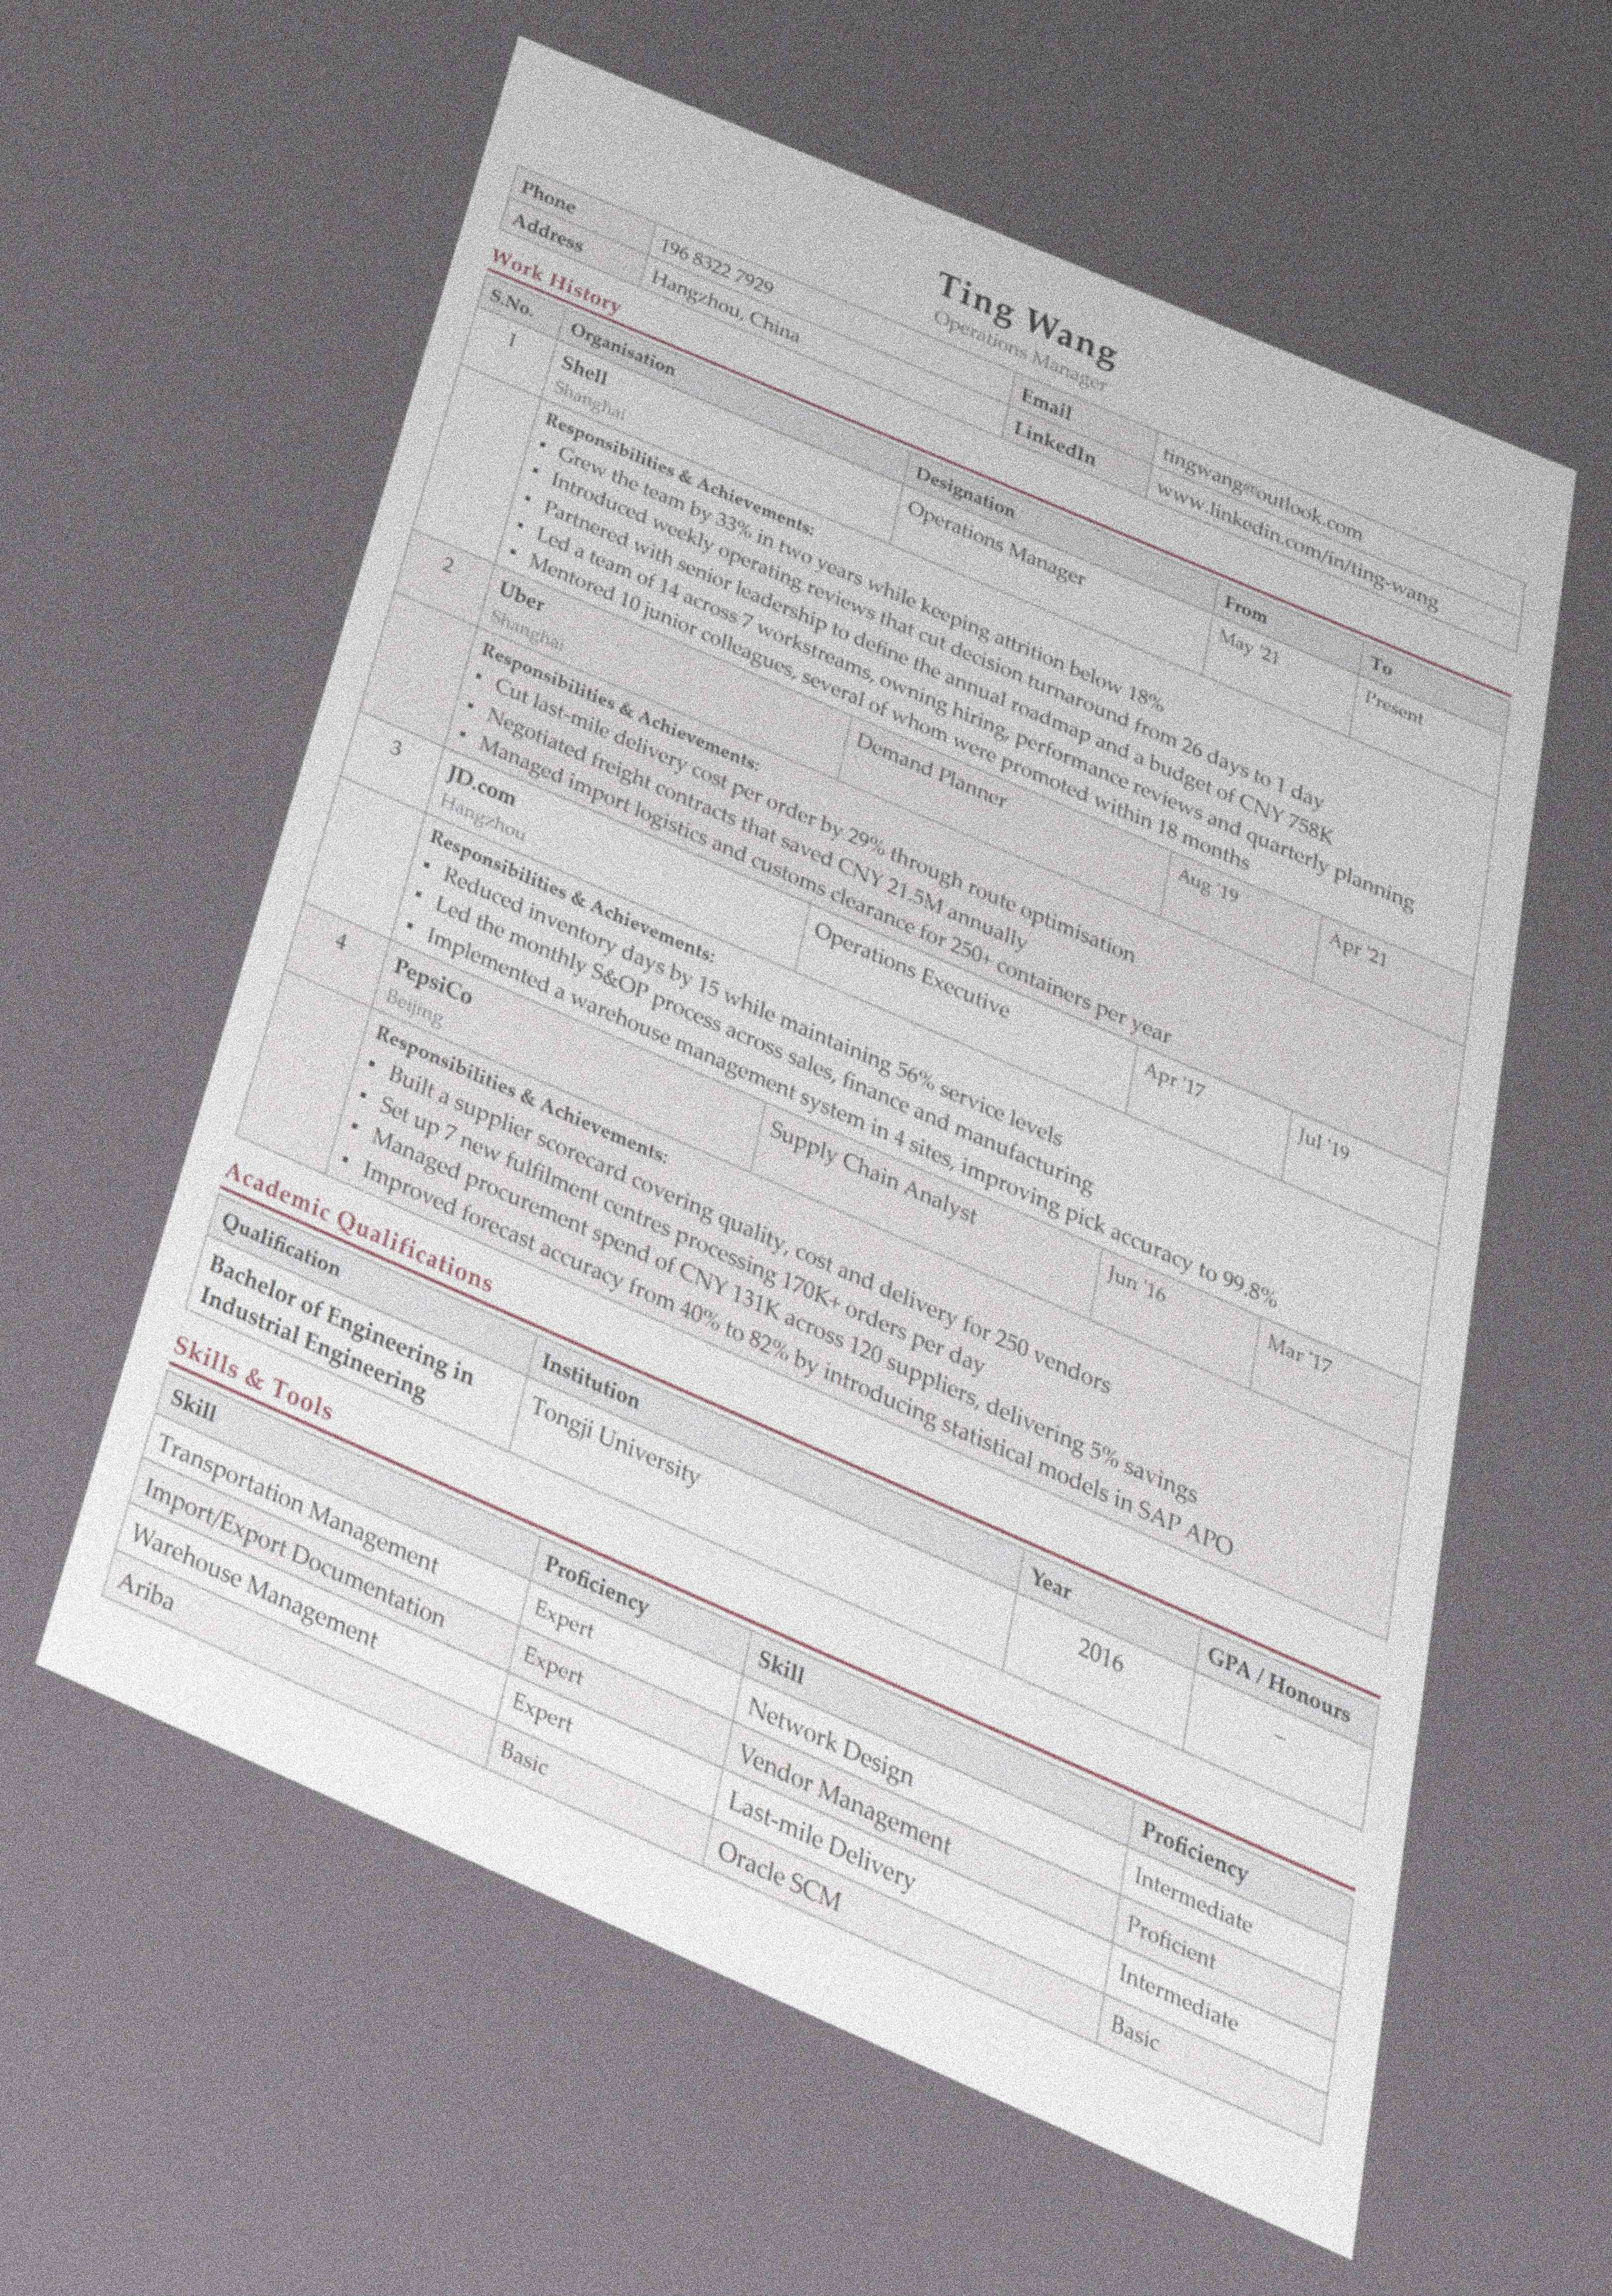 Ting Wang
Operations Manager
Phone 196 8322 7929 Email tingwang@outlook.com
Address Hangzhou, China LinkedIn www.linkedin.com/in/ting-wang
Work History
S.No. Organisation Designation From To
1 Shell Operations Manager May '21 Present
Shanghai
Responsibilities & Achievements:
• Grew the team by 33% in two years while keeping attrition below 18%
• Introduced weekly operating reviews that cut decision turnaround from 26 days to 1 day
• Partnered with senior leadership to define the annual roadmap and a budget of CNY 758K
• Led a team of 14 across 7 workstreams, owning hiring, performance reviews and quarterly planning
• Mentored 10 junior colleagues, several of whom were promoted within 18 months
2 Uber Demand Planner Aug '19 Apr '21
Shanghai
Responsibilities & Achievements:
• Cut last-mile delivery cost per order by 29% through route optimisation
• Negotiated freight contracts that saved CNY 21.5M annually
• Managed import logistics and customs clearance for 250+ containers per year
3 JD.com Operations Executive Apr '17 Jul '19
Hangzhou
Responsibilities & Achievements:
• Reduced inventory days by 15 while maintaining 56% service levels
• Led the monthly S&OP process across sales, finance and manufacturing
• Implemented a warehouse management system in 4 sites, improving pick accuracy to 99.8%
4 PepsiCo Supply Chain Analyst Jun '16 Mar '17
Beijing
Responsibilities & Achievements:
• Built a supplier scorecard covering quality, cost and delivery for 250 vendors
• Set up 7 new fulfilment centres processing 170K+ orders per day
• Managed procurement spend of CNY 131K across 120 suppliers, delivering 5% savings
• Improved forecast accuracy from 40% to 82% by introducing statistical models in SAP APO
Academic Qualifications
Qualification Institution Year GPA / Honours
Bachelor of Engineering in Tongji University 2016 –
Industrial Engineering
Skills & Tools
Skill Proficiency Skill Proficiency
Transportation Management Expert Network Design Intermediate
Import/Export Documentation Expert Vendor Management Proficient
Warehouse Management Expert Last-mile Delivery Intermediate
Ariba Basic Oracle SCM Basic